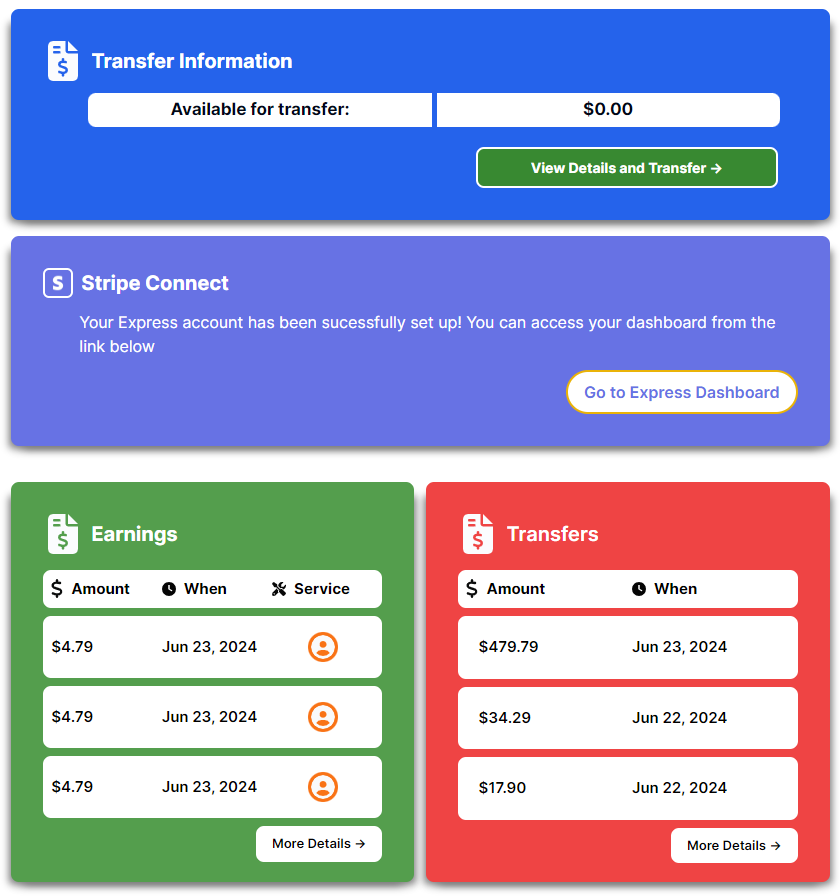 Transfer Information
Available for transfer: $0.00
View Details and Transfer →
S Stripe Connect
Your Express account has been sucessfully set up! You can access your dashboard from the
link below
Go to Express Dashboard
Earnings
$ Amount When Service
$4.79 Jun 23, 2024
$4.79 Jun 23, 2024
$4.79 Jun 23, 2024
More Details →
Transfers
$ Amount When
$479.79 Jun 23, 2024
$34.29 Jun 22, 2024
$17.90 Jun 22, 2024
More Details →